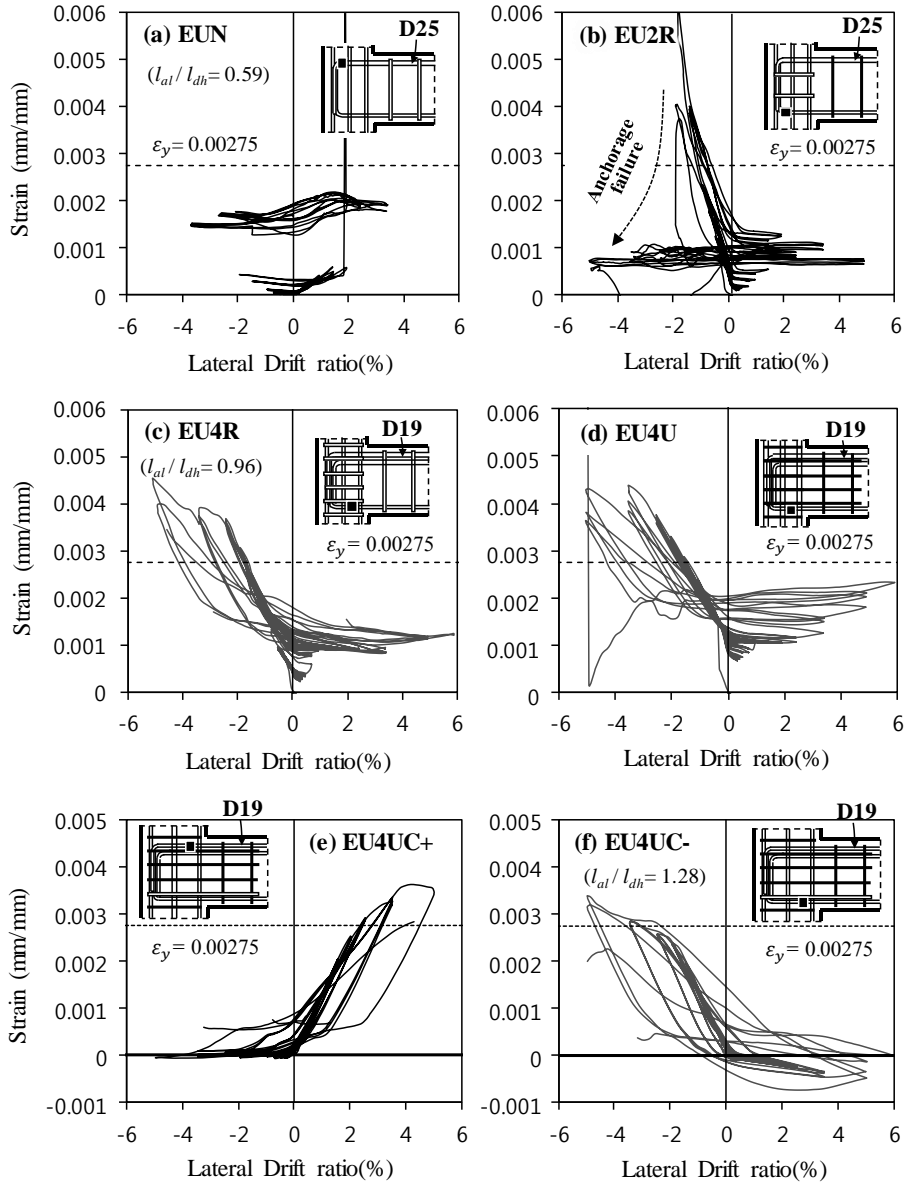 (a) EUN
D25
(l_al / l_dh = 0.59)
ε_y = 0.00275
0.006
0.005
0.004
0.003
0.002
0.001
0
-6 -4 -2 0 2 4 6
Strain (mm/mm)
Lateral Drift ratio(%)
(b) EU2R
D25
ε_y = 0.00275
Anchorage
failure
0.006
0.005
0.004
0.003
0.002
0.001
0
-6 -4 -2 0 2 4 6
Lateral Drift ratio(%)
(c) EU4R
D19
(l_al / l_dh = 0.96)
ε_y = 0.00275
0.006
0.005
0.004
0.003
0.002
0.001
0
-6 -4 -2 0 2 4 6
Strain (mm/mm)
Lateral Drift ratio(%)
(d) EU4U
D19
ε_y = 0.00275
0.006
0.005
0.004
0.003
0.002
0.001
0
-6 -4 -2 0 2 4 6
Lateral Drift ratio(%)
D19
(e) EU4UC+
ε_y = 0.00275
0.005
0.004
0.003
0.002
0.001
0
-0.001
-6 -4 -2 0 2 4 6
Strain (mm/mm)
Lateral Drift ratio(%)
(f) EU4UC-
D19
(l_al / l_dh = 1.28)
ε_y = 0.00275
0.005
0.004
0.003
0.002
0.001
0
-0.001
-6 -4 -2 0 2 4 6
Lateral Drift ratio(%)